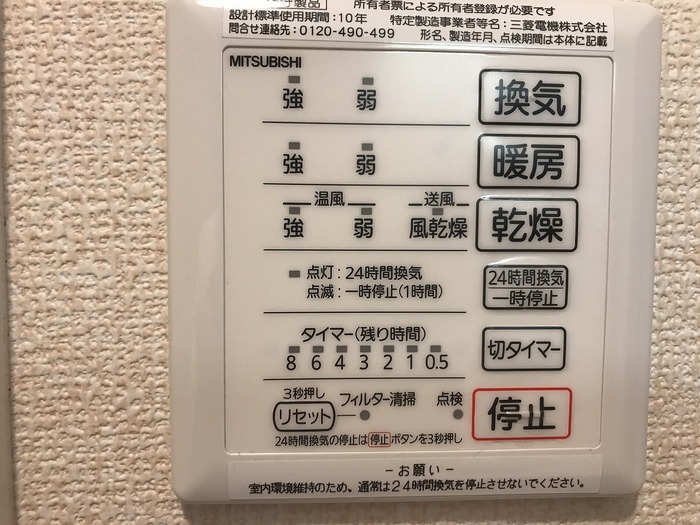 呼製品 所有者票による所有者登録が必要です
設計標準使用期間:10年 特定製造事業者等名:三菱電機株式会社
問合せ連絡先:0120-490-499 形名、製造年月、点検期間は本体に記載
MITSUBISHI
強 弱 換気
強 弱 暖房
温風 送風
強 弱 風乾燥 乾燥
点灯:24時間換気
点滅:一時停止(1時間)
24時間換気
一時停止
タイマー(残り時間)
8 6 4 3 2 1 0.5
切タイマー
3秒押し
リセット フィルター清掃 点検
停止
24時間換気の停止は停止ボタンを3秒押し
-お願い-
室内環境維持のため、通常は24時間換気を停止させないでください。